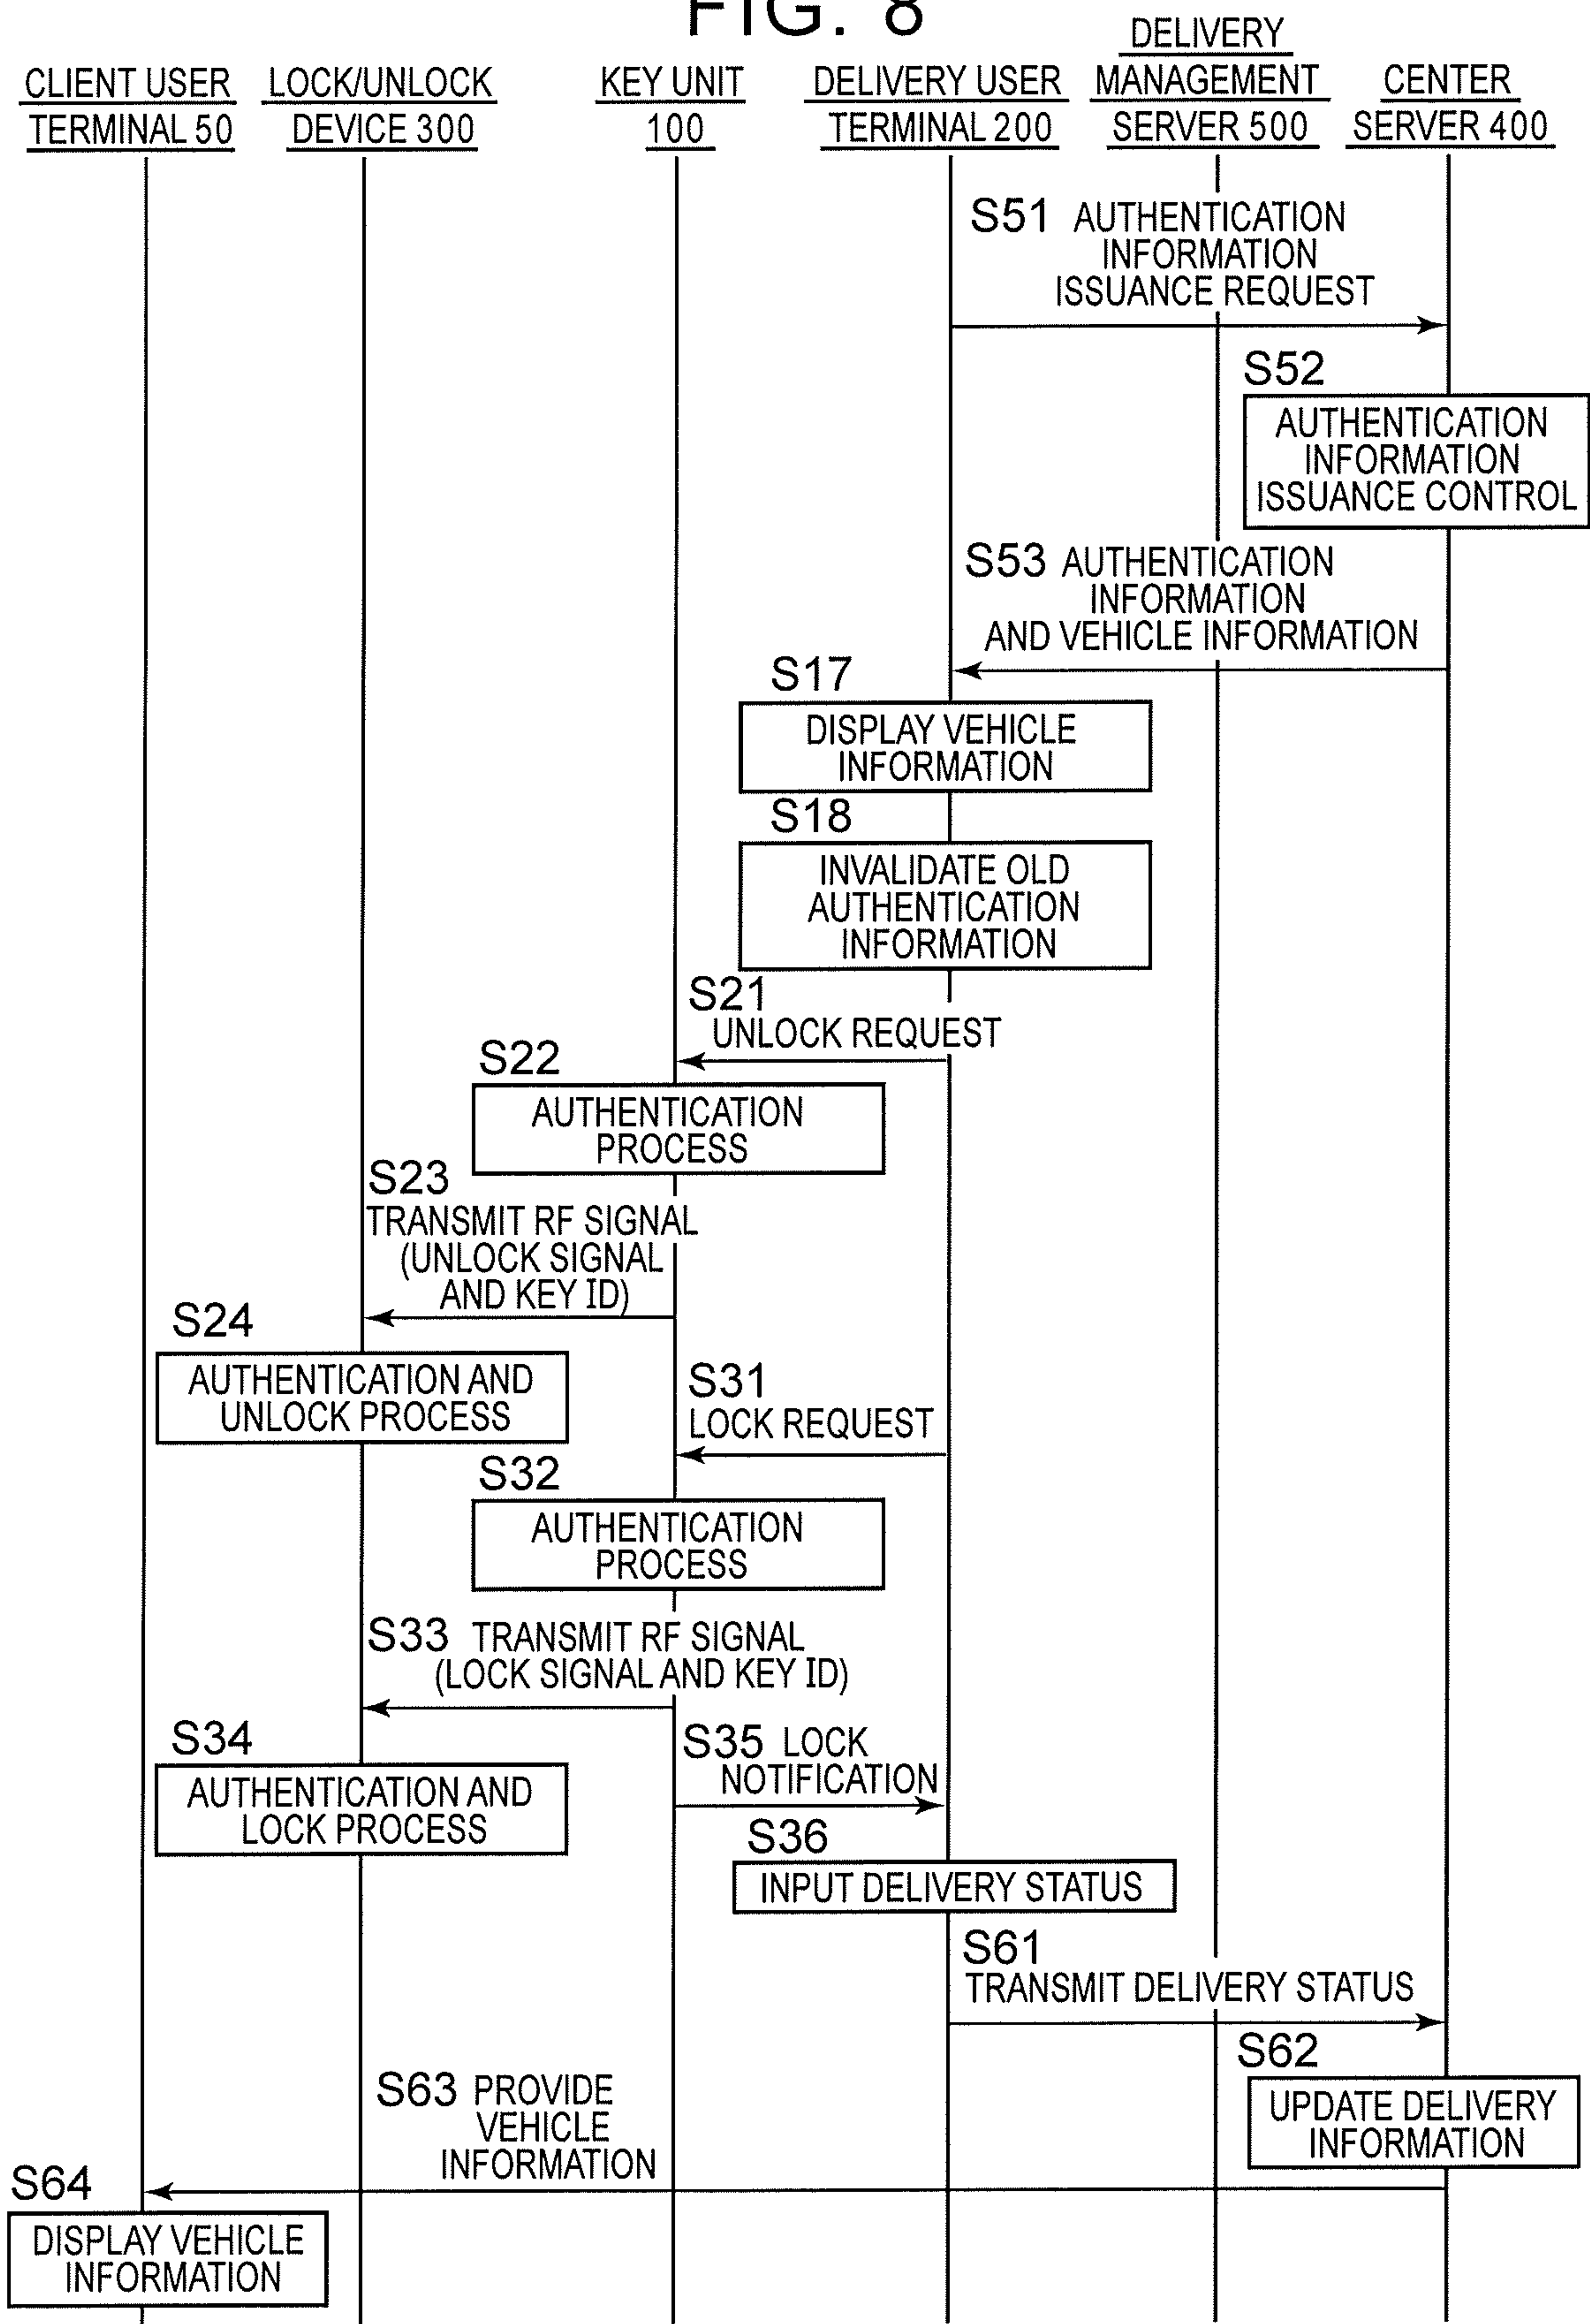 FIG. 8
CLIENT USER
TERMINAL 50
LOCK/UNLOCK
DEVICE 300
KEY UNIT
100
DELIVERY USER
TERMINAL 200
DELIVERY
MANAGEMENT
SERVER 500
CENTER
SERVER 400
S51 AUTHENTICATION
INFORMATION
ISSUANCE REQUEST
S52
AUTHENTICATION
INFORMATION
ISSUANCE CONTROL
S53 AUTHENTICATION
INFORMATION
AND VEHICLE INFORMATION
S17
DISPLAY VEHICLE
INFORMATION
S18
INVALIDATE OLD
AUTHENTICATION
INFORMATION
S21
UNLOCK REQUEST
S22
AUTHENTICATION
PROCESS
S23
TRANSMIT RF SIGNAL
(UNLOCK SIGNAL
AND KEY ID)
S24
AUTHENTICATION AND
UNLOCK PROCESS
S31
LOCK REQUEST
S32
AUTHENTICATION
PROCESS
S33 TRANSMIT RF SIGNAL
(LOCK SIGNAL AND KEY ID)
S34
AUTHENTICATION AND
LOCK PROCESS
S35 LOCK
NOTIFICATION
S36
INPUT DELIVERY STATUS
S61
TRANSMIT DELIVERY STATUS
S62
UPDATE DELIVERY
INFORMATION
S63 PROVIDE
VEHICLE
INFORMATION
S64
DISPLAY VEHICLE
INFORMATION